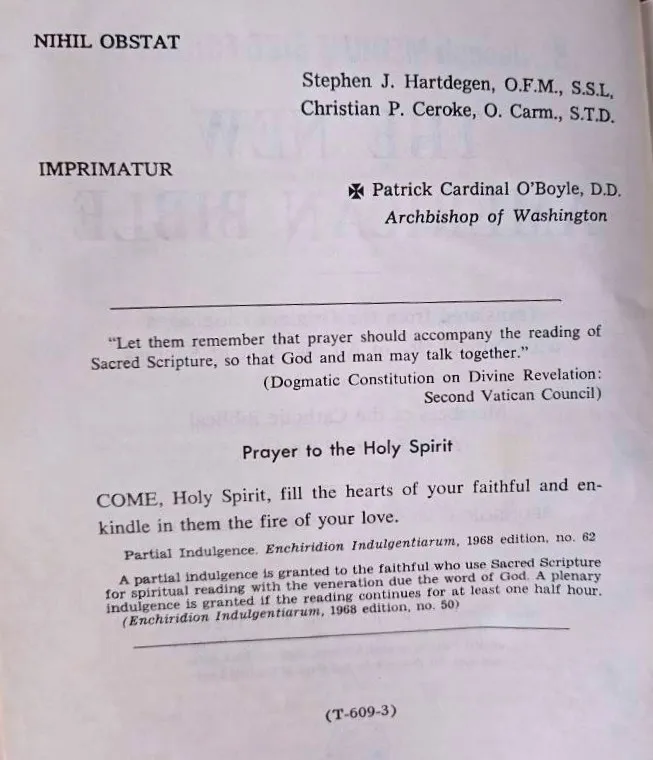 NIHIL OBSTAT
Stephen J. Hartdegen, O.F.M., S.S.L.
Christian P. Ceroke, O. Carm., S.T.D.
IMPRIMATUR
✠ Patrick Cardinal O'Boyle, D.D.
Archbishop of Washington
"Let them remember that prayer should accompany the reading of
Sacred Scripture, so that God and man may talk together."
(Dogmatic Constitution on Divine Revelation:
Second Vatican Council)
Prayer to the Holy Spirit
COME, Holy Spirit, fill the hearts of your faithful and en-
kindle in them the fire of your love.
Partial Indulgence. Enchiridion Indulgentiarum, 1968 edition, no. 62
A partial indulgence is granted to the faithful who use Sacred Scripture
for spiritual reading with the veneration due the word of God. A plenary
indulgence is granted if the reading continues for at least one half hour.
(Enchiridion Indulgentiarum, 1968 edition, no. 50)
(T-609-3)